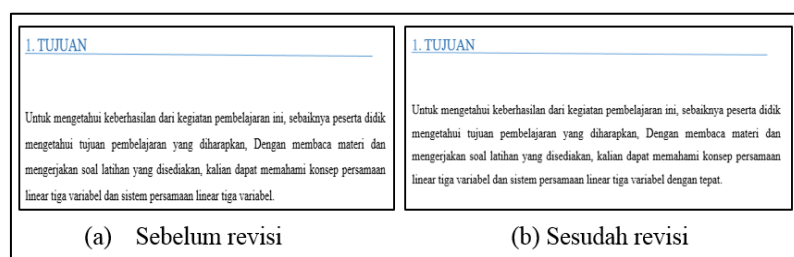 1. TUJUAN
Untuk mengetahui keberhasilan dari kegiatan pembelajaran ini, sebaiknya peserta didik
mengetahui tujuan pembelajaran yang diharapkan, Dengan membaca materi dan
mengerjakan soal latihan yang disediakan, kalian dapat memahami konsep persamaan
linear tiga variabel dan sistem persamaan linear tiga variabel.
(a) Sebelum revisi
1. TUJUAN
Untuk mengetahui keberhasilan dari kegiatan pembelajaran ini, sebaiknya peserta didik
mengetahui tujuan pembelajaran yang diharapkan, Dengan membaca materi dan
mengerjakan soal latihan yang disediakan, kalian dapat memahami konsep persamaan
linear tiga variabel dan sistem persamaan linear tiga variabel dengan tepat.
(b) Sesudah revisi